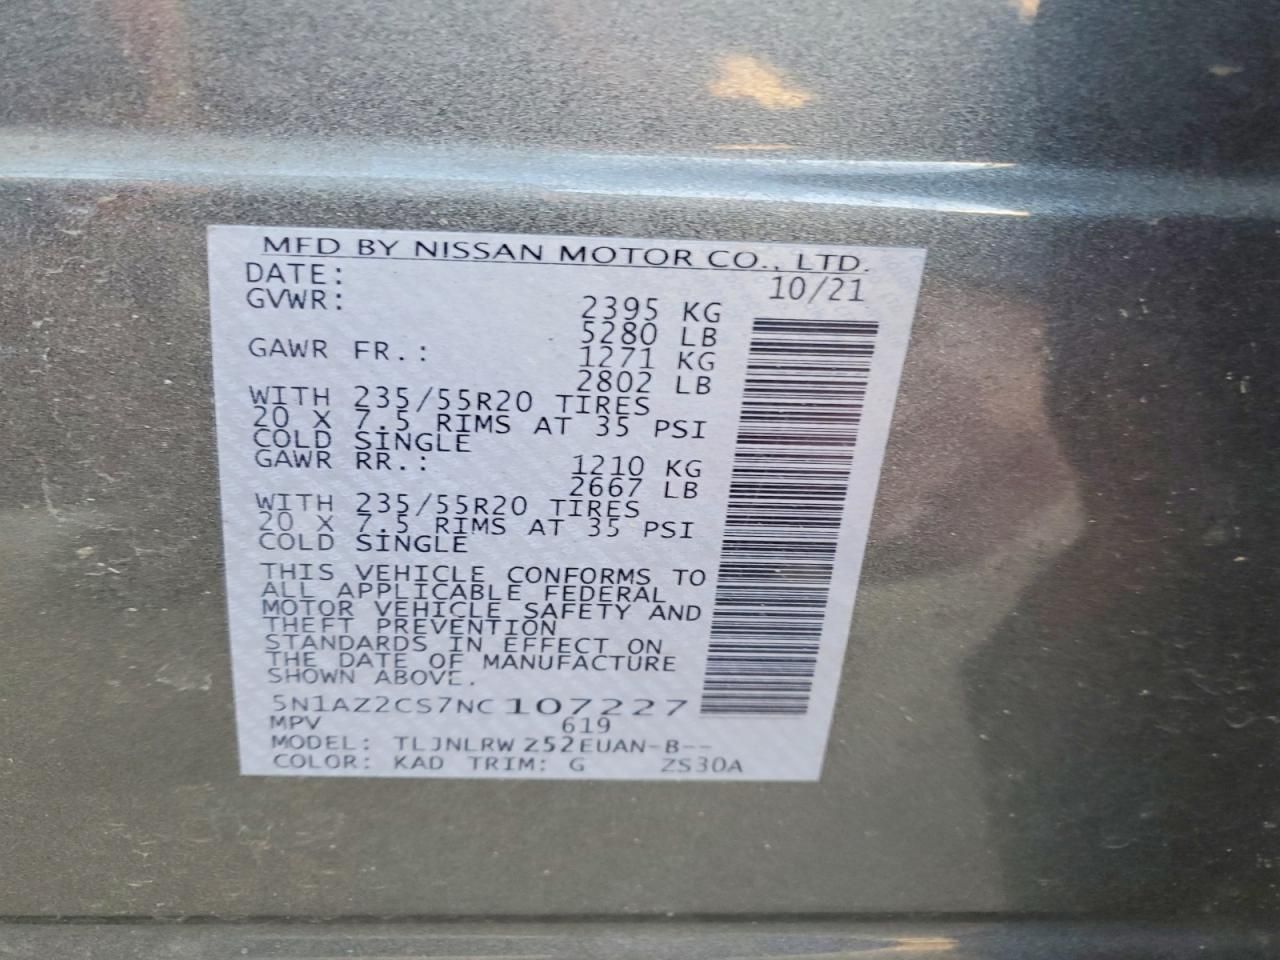 MFD BY NISSAN MOTOR CO., LTD.
DATE: 10/21
GVWR: 2395 KG
5280 LB
GAWR FR.: 1271 KG
2802 LB
WITH 235/55R20 TIRES
20 X 7.5 RIMS AT 35 PSI
COLD SINGLE
GAWR RR.: 1210 KG
2667 LB
WITH 235/55R20 TIRES
20 X 7.5 RIMS AT 35 PSI
COLD SINGLE
THIS VEHICLE CONFORMS TO
ALL APPLICABLE FEDERAL
MOTOR VEHICLE SAFETY AND
THEFT PREVENTION
STANDARDS IN EFFECT ON
THE DATE OF MANUFACTURE
SHOWN ABOVE.
5N1AZ2CS7NC107227
MPV 619
MODEL: TLJNLRW Z52EUAN-B--
COLOR: KAD TRIM: G ZS30A